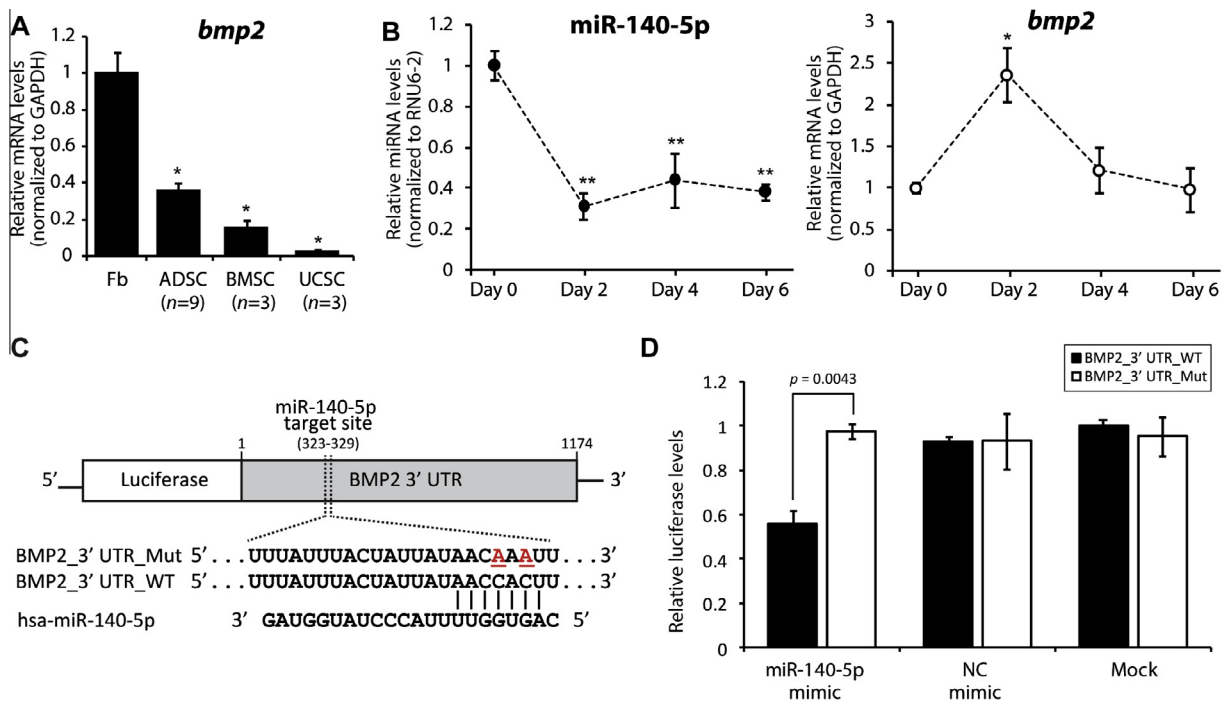 A
bmp2
Relative mRNA levels
(normalized to GAPDH)
1.2
1
0.8
0.6
0.4
0.2
0
*
*
*
Fb
ADSC
(n=9)
BMSC
(n=3)
UCSC
(n=3)
B
miR-140-5p
Relative miRNA levels
(normalized to RNU6-2)
1.2
1
0.8
0.6
0.4
0.2
0
**
**
**
Day 0
Day 2
Day 4
Day 6
bmp2
Relative mRNA levels
(normalized to GAPDH)
3
2.5
2
1.5
1
0.5
0
*
Day 0
Day 2
Day 4
Day 6
C
miR-140-5p
target site
(323-329)
1
1174
5’
Luciferase
BMP2 3’ UTR
3’
BMP2_3’ UTR_Mut 5’...UUUAUUUACUAUUAUAACAAAUU...3’
BMP2_3’ UTR_WT 5’...UUUAUUUACUAUUAUAACCACUU...3’
hsa-miR-140-5p 3’ GAUGGUAUCCCAUUUUGGUGAC 5’
D
BMP2_3’ UTR_WT
BMP2_3’ UTR_Mut
p = 0.0043
Relative luciferase levels
1.2
1
0.8
0.6
0.4
0.2
0
miR-140-5p
mimic
NC
mimic
Mock